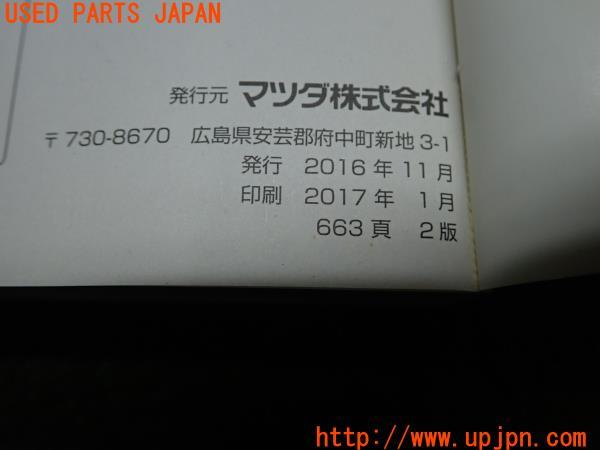 USED PARTS JAPAN
発行元 マツダ株式会社
〒730-8670 広島県安芸郡府中町新地3-1
発行 2016年11月
印刷 2017年 1月
663頁 2版
http://www.upjpn.com